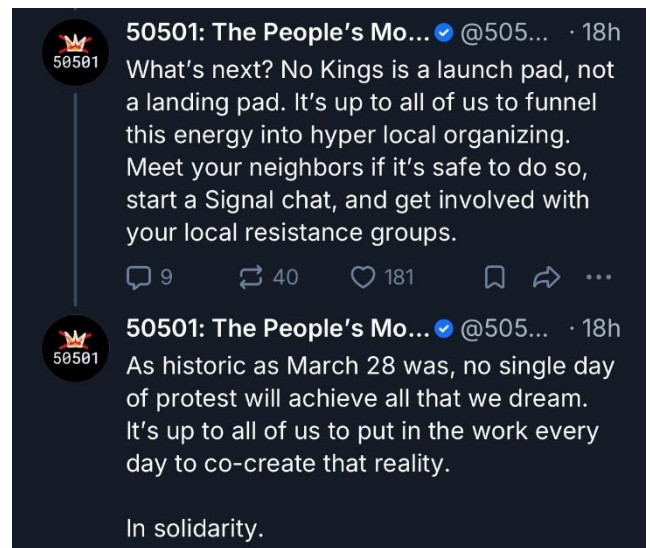 50501: The People's Mo... @505... · 18h
50501
What's next? No Kings is a launch pad, not
a landing pad. It's up to all of us to funnel
this energy into hyper local organizing.
Meet your neighbors if it's safe to do so,
start a Signal chat, and get involved with
your local resistance groups.
9 40 181
50501: The People's Mo... @505... · 18h
50501
As historic as March 28 was, no single day
of protest will achieve all that we dream.
It's up to all of us to put in the work every
day to co-create that reality.
In solidarity.